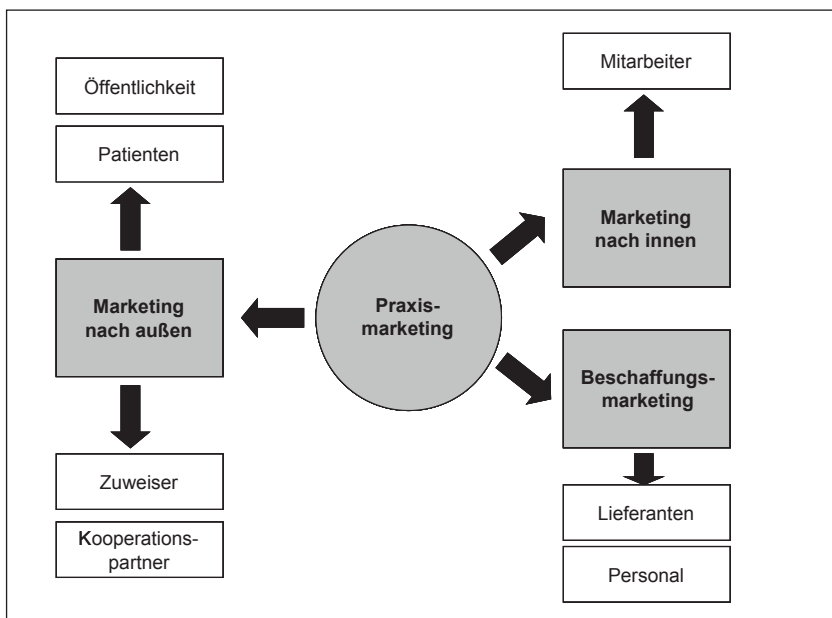 Öffentlichkeit
Patienten
Marketing
nach außen
Zuweiser
Kooperations-
partner
Praxis-
marketing
Mitarbeiter
Marketing
nach innen
Beschaffungs-
marketing
Lieferanten
Personal